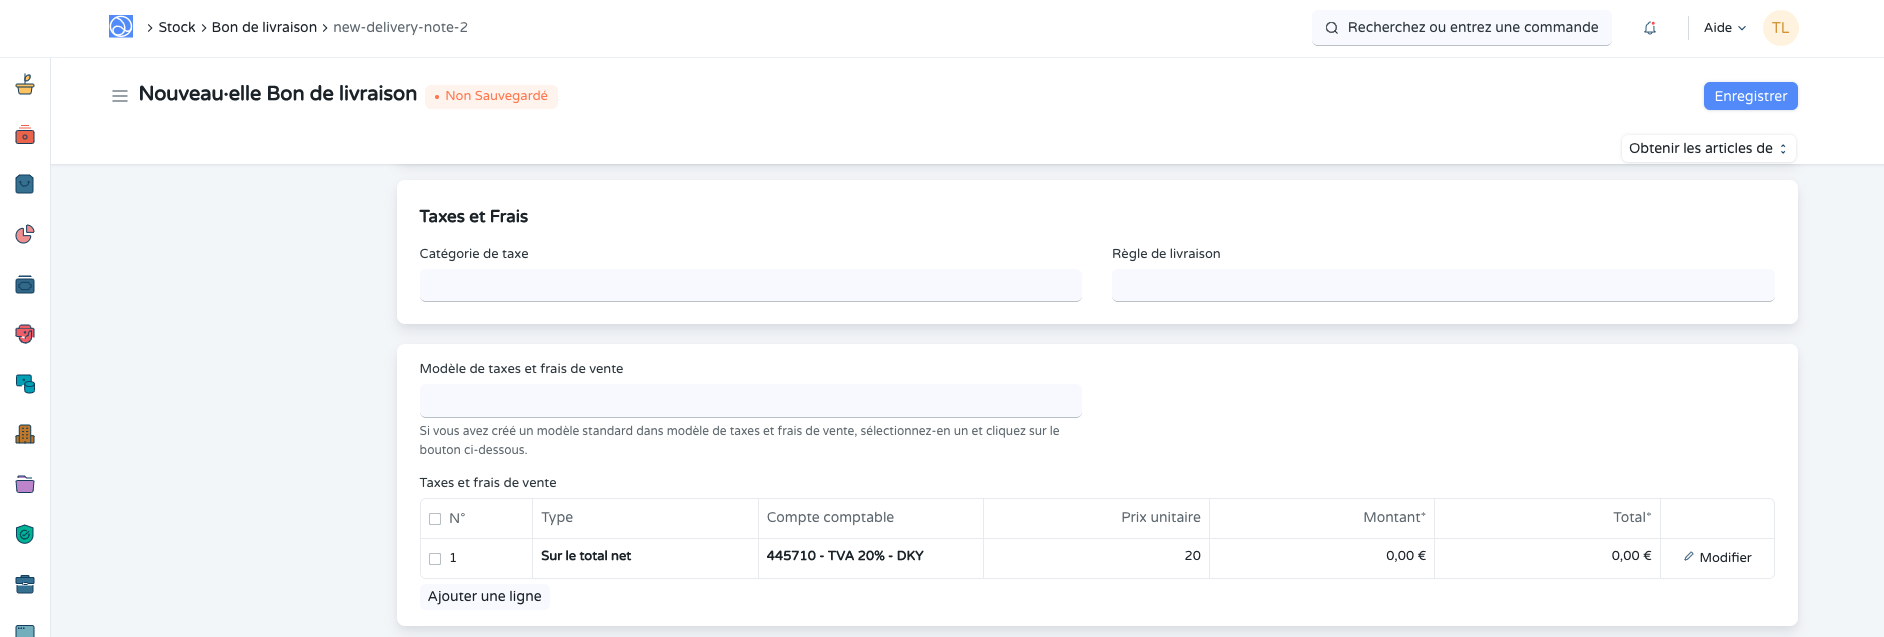 Stock Bon de livraison new-delivery-note-2
Recherchez ou entrez une commande
Aide
TL
Nouveau·elle Bon de livraison
Non Sauvegardé
Enregistrer
Obtenir les articles de
Taxes et Frais
Catégorie de taxe
Règle de livraison
Modèle de taxes et frais de vente
Si vous avez créé un modèle standard dans modèle de taxes et frais de vente, sélectionnez-en un et cliquez sur le
bouton ci-dessous.
Taxes et frais de vente
N° Type Compte comptable Prix unitaire Montant* Total*
1 Sur le total net 445710 - TVA 20% - DKY 20 0,00 € 0,00 € Modifier
Ajouter une ligne